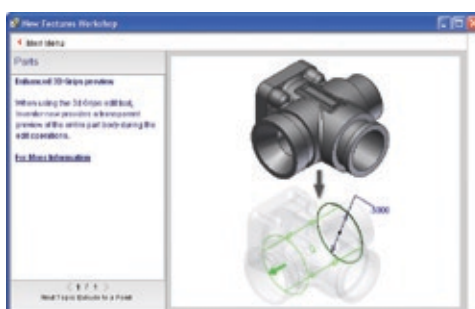 New Features Workshop
Main Menu
Parts
Enhanced 3D Grips preview
When using the 3d Grips edit tool,
Inventor now provides a transparent
preview of the entire part body during the
edit operations.
For More Information
1 / 1
Next Topic Extrude to a Point